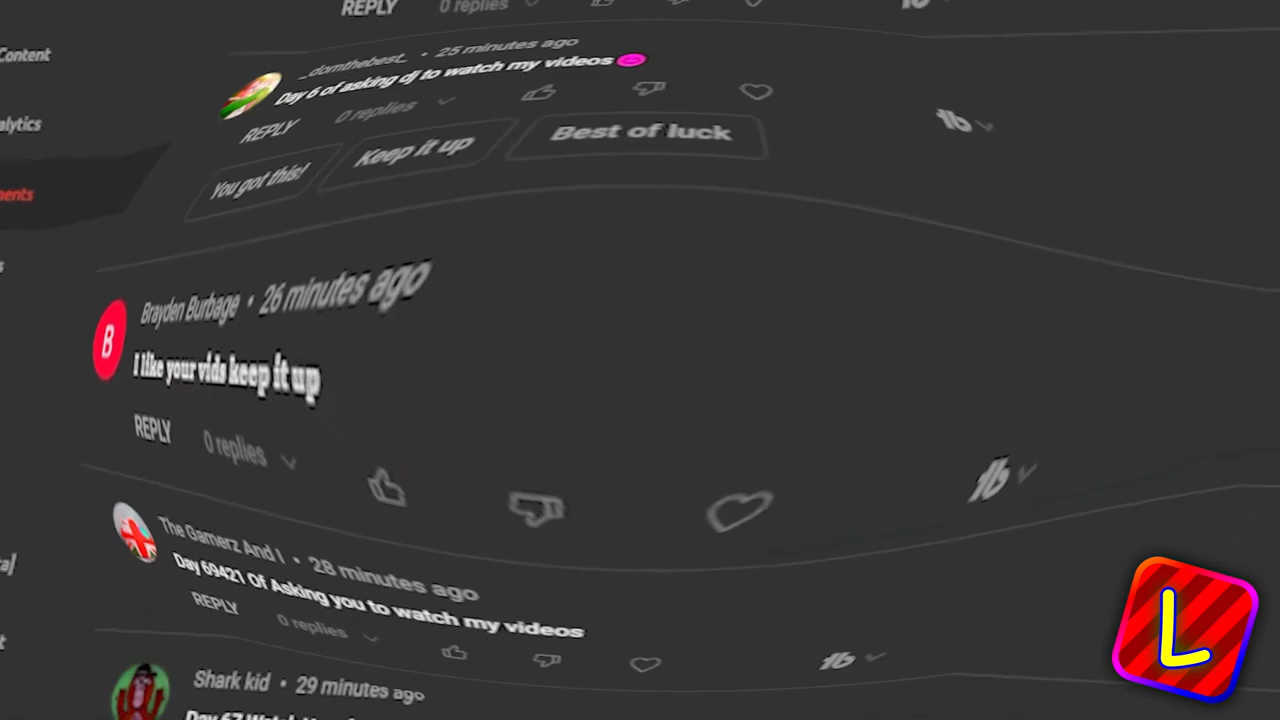 REPLY 0 replies
Content
_domthebest_ • 25 minutes ago
Day 6 of asking dj to watch my videos
alytics
REPLY 0 replies
You got this! Keep it up Best of luck
ments
s
B
Brayden Burbage • 26 minutes ago
I like your vids keep it up
REPLY 0 replies
The Gamerz And I • 28 minutes ago
Day 69421 Of Asking you to watch my videos
ta]
REPLY 0 replies
t
Shark kid • 29 minutes ago
Day 67
L